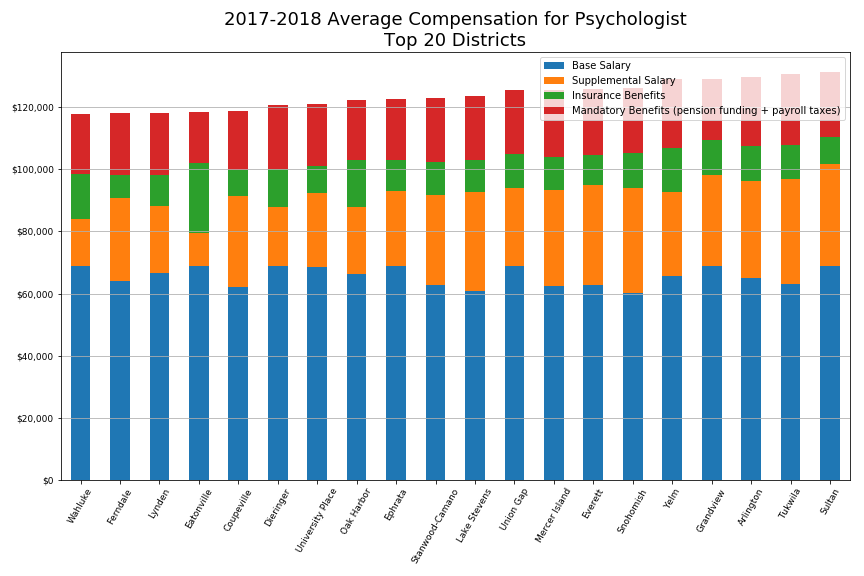 2017-2018 Average Compensation for Psychologist
Top 20 Districts
Base Salary
Supplemental Salary
Insurance Benefits
Mandatory Benefits (pension funding + payroll taxes)
$120,000
$100,000
$80,000
$60,000
$40,000
$20,000
$0
Wahluke
Ferndale
Lynden
Eatonville
Coupeville
Dieringer
University Place
Oak Harbor
Ephrata
Stanwood-Camano
Lake Stevens
Union Gap
Mercer Island
Everett
Snohomish
Yelm
Grandview
Arlington
Tukwila
Sultan